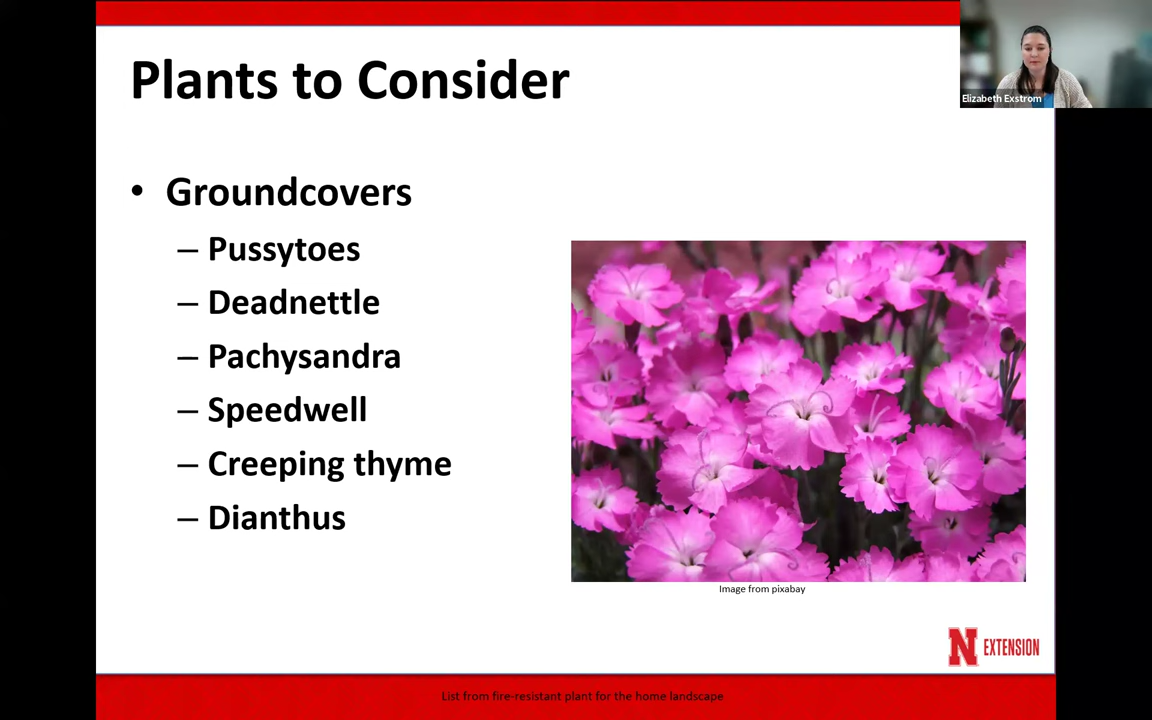 Plants to Consider
Elizabeth Exstrom
• Groundcovers
– Pussytoes
– Deadnettle
– Pachysandra
– Speedwell
– Creeping thyme
– Dianthus
Image from pixabay
N EXTENSION
List from fire-resistant plant for the home landscape